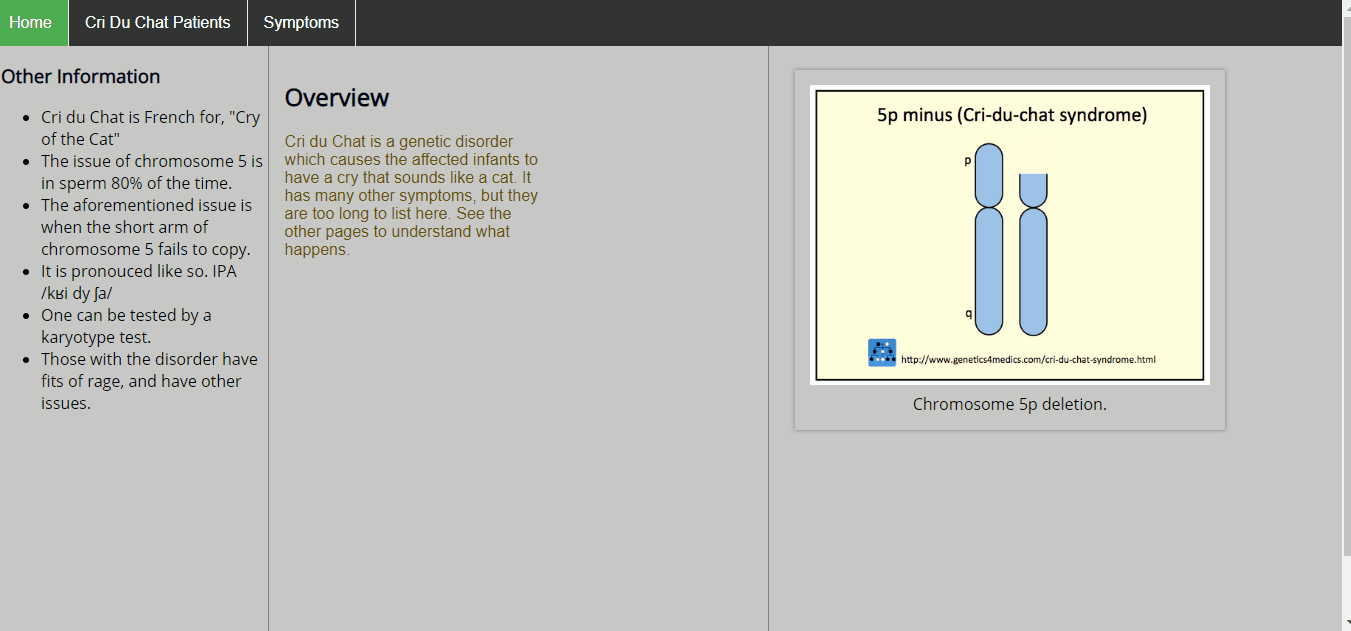 Home
Cri Du Chat Patients
Symptoms
Other Information
Cri du Chat is French for, "Cry
of the Cat"
The issue of chromosome 5 is
in sperm 80% of the time.
The aforementioned issue is
when the short arm of
chromosome 5 fails to copy.
It is pronouced like so. IPA
/kʁi dy ʃa/
One can be tested by a
karyotype test.
Those with the disorder have
fits of rage, and have other
issues.
Overview
Cri du Chat is a genetic disorder
which causes the affected infants to
have a cry that sounds like a cat. It
has many other symptoms, but they
are too long to list here. See the
other pages to understand what
happens.
5p minus (Cri-du-chat syndrome)
p
q
http://www.genetics4medics.com/cri-du-chat-syndrome.html
Chromosome 5p deletion.